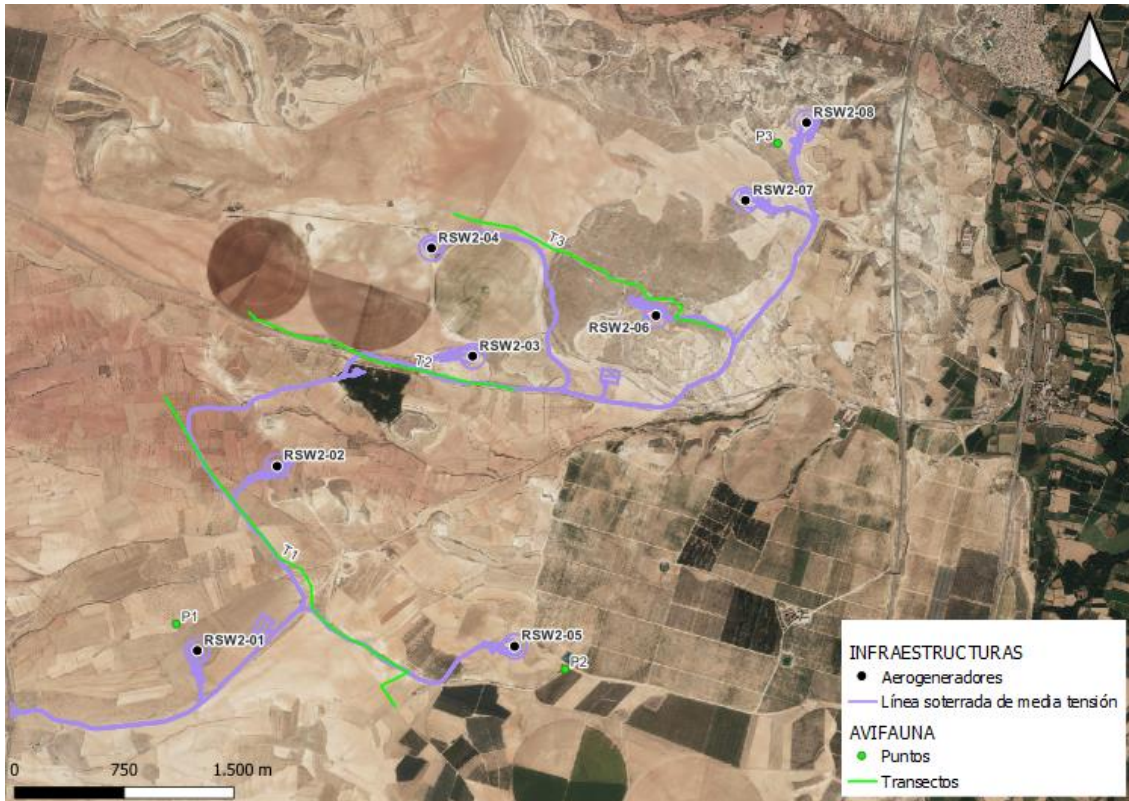 RSW2-08
P3
RSW2-07
RSW2-04
T3
RSW2-06
RSW2-03
T2
RSW2-02
T1
P1
RSW2-01
RSW2-05
P2
INFRAESTRUCTURAS
Aerogeneradores
Línea soterrada de media tensión
AVIFAUNA
Puntos
Transectos
0 750 1.500 m